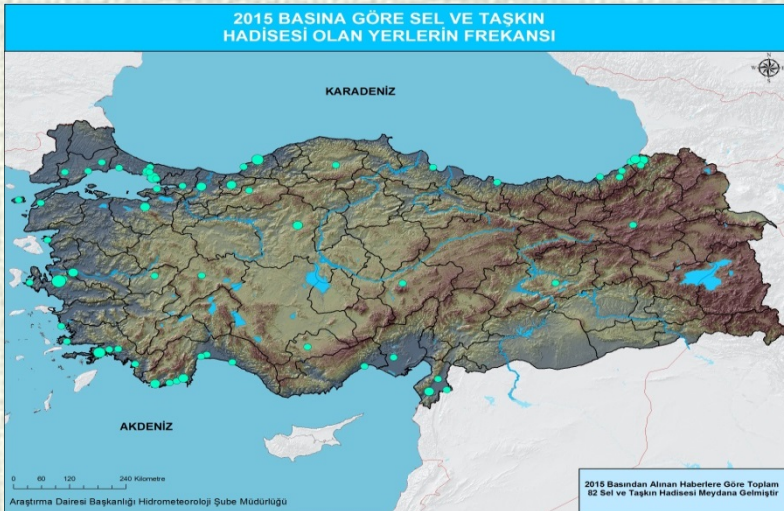 2015 BASINA GÖRE SEL VE TAŞKIN
HADİSESİ OLAN YERLERİN FREKANSI
KARADENİZ
N
W
E
S
AKDENİZ
0 60 120 240 Kilometre
Araştırma Dairesi Başkanlığı Hidrometeoroloji Şube Müdürlüğü
2015 Basından Alınan Haberlere Göre Toplam
82 Sel ve Taşkın Hadisesi Meydana Gelmiştir